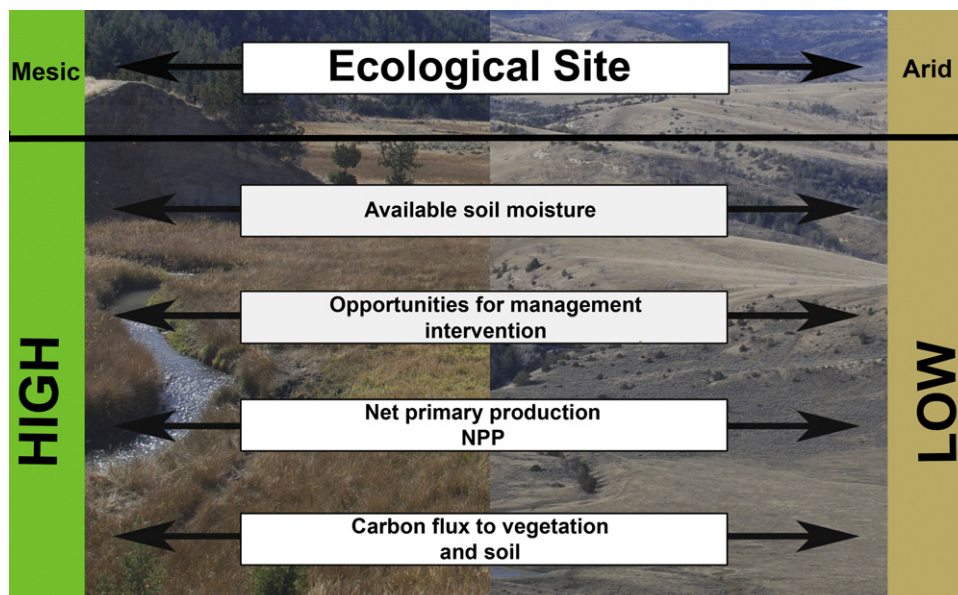 Mesic
Ecological Site
Arid
Available soil moisture
Opportunities for management
intervention
HIGH
LOW
Net primary production
NPP
Carbon flux to vegetation
and soil